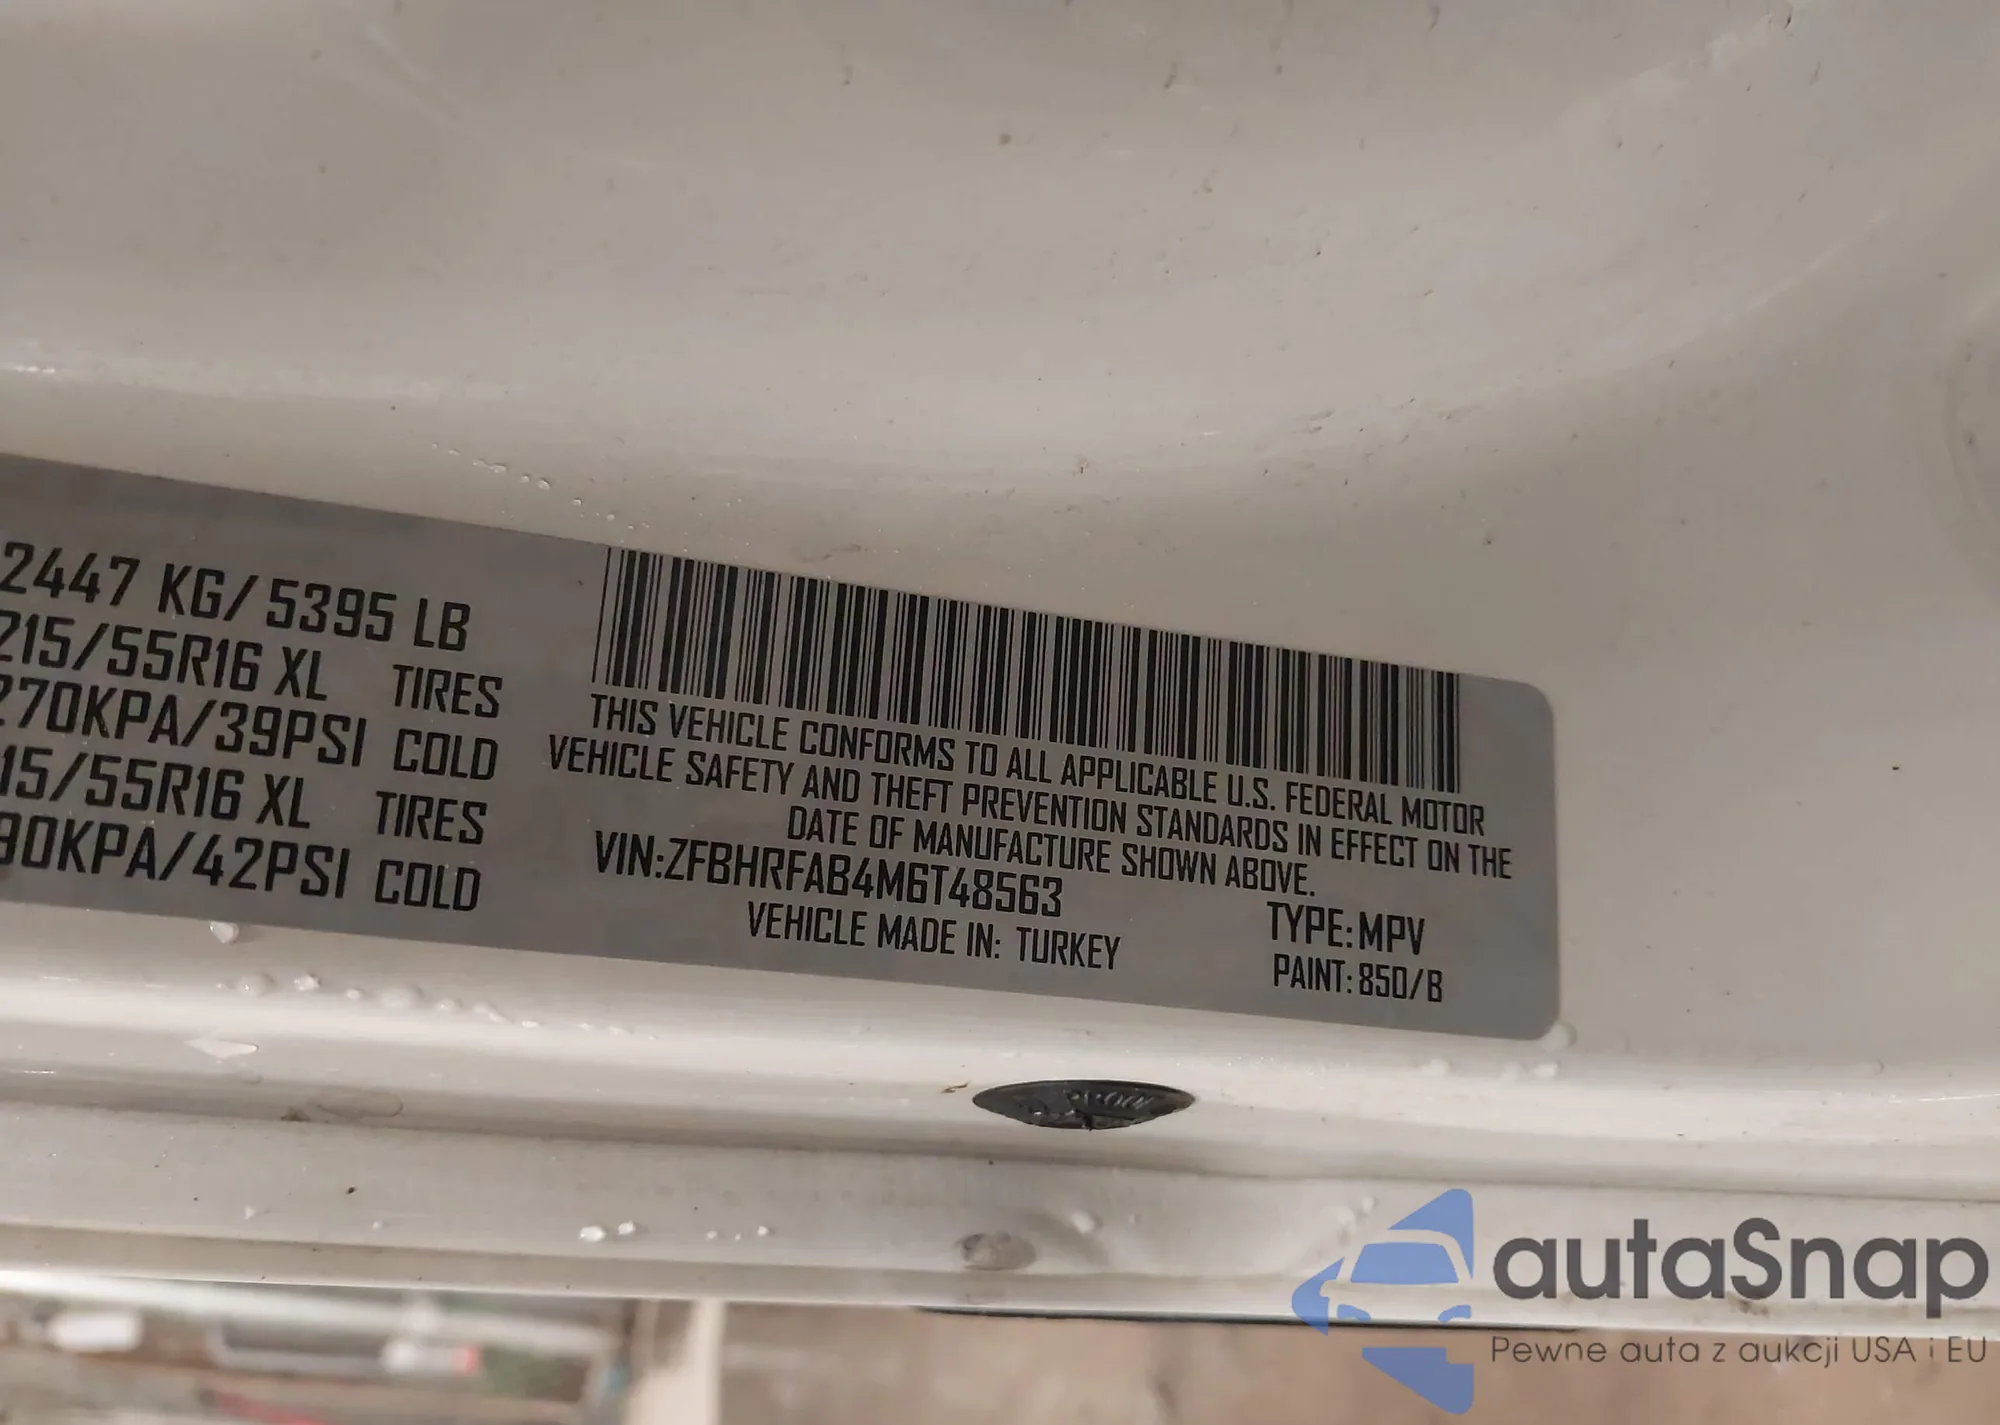 2447 KG/5395 LB
215/55R16 XL TIRES
270KPA/39PSI COLD
15/55R16 XL TIRES
90KPA/42PSI COLD
THIS VEHICLE CONFORMS TO ALL APPLICABLE U.S. FEDERAL MOTOR
VEHICLE SAFETY AND THEFT PREVENTION STANDARDS IN EFFECT ON THE
DATE OF MANUFACTURE SHOWN ABOVE.
VIN:ZFBHRFAB4M6T48563
TYPE:MPV
VEHICLE MADE IN: TURKEY
PAINT:850/B
autaSnap
Pewne auta z aukcji USA i EU